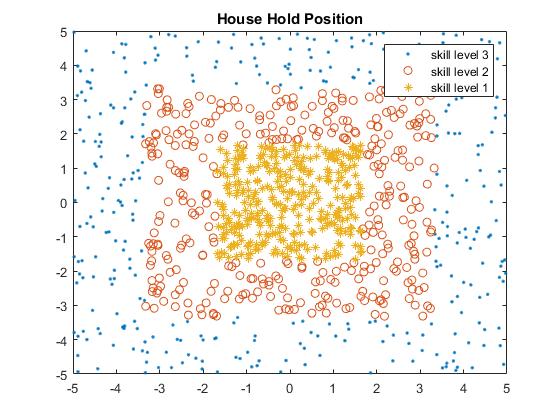 House Hold Position
5
4
3
2
1
0
-1
-2
-3
-4
-5
skill level 3
skill level 2
skill level 1
-5 -4 -3 -2 -1 0 1 2 3 4 5